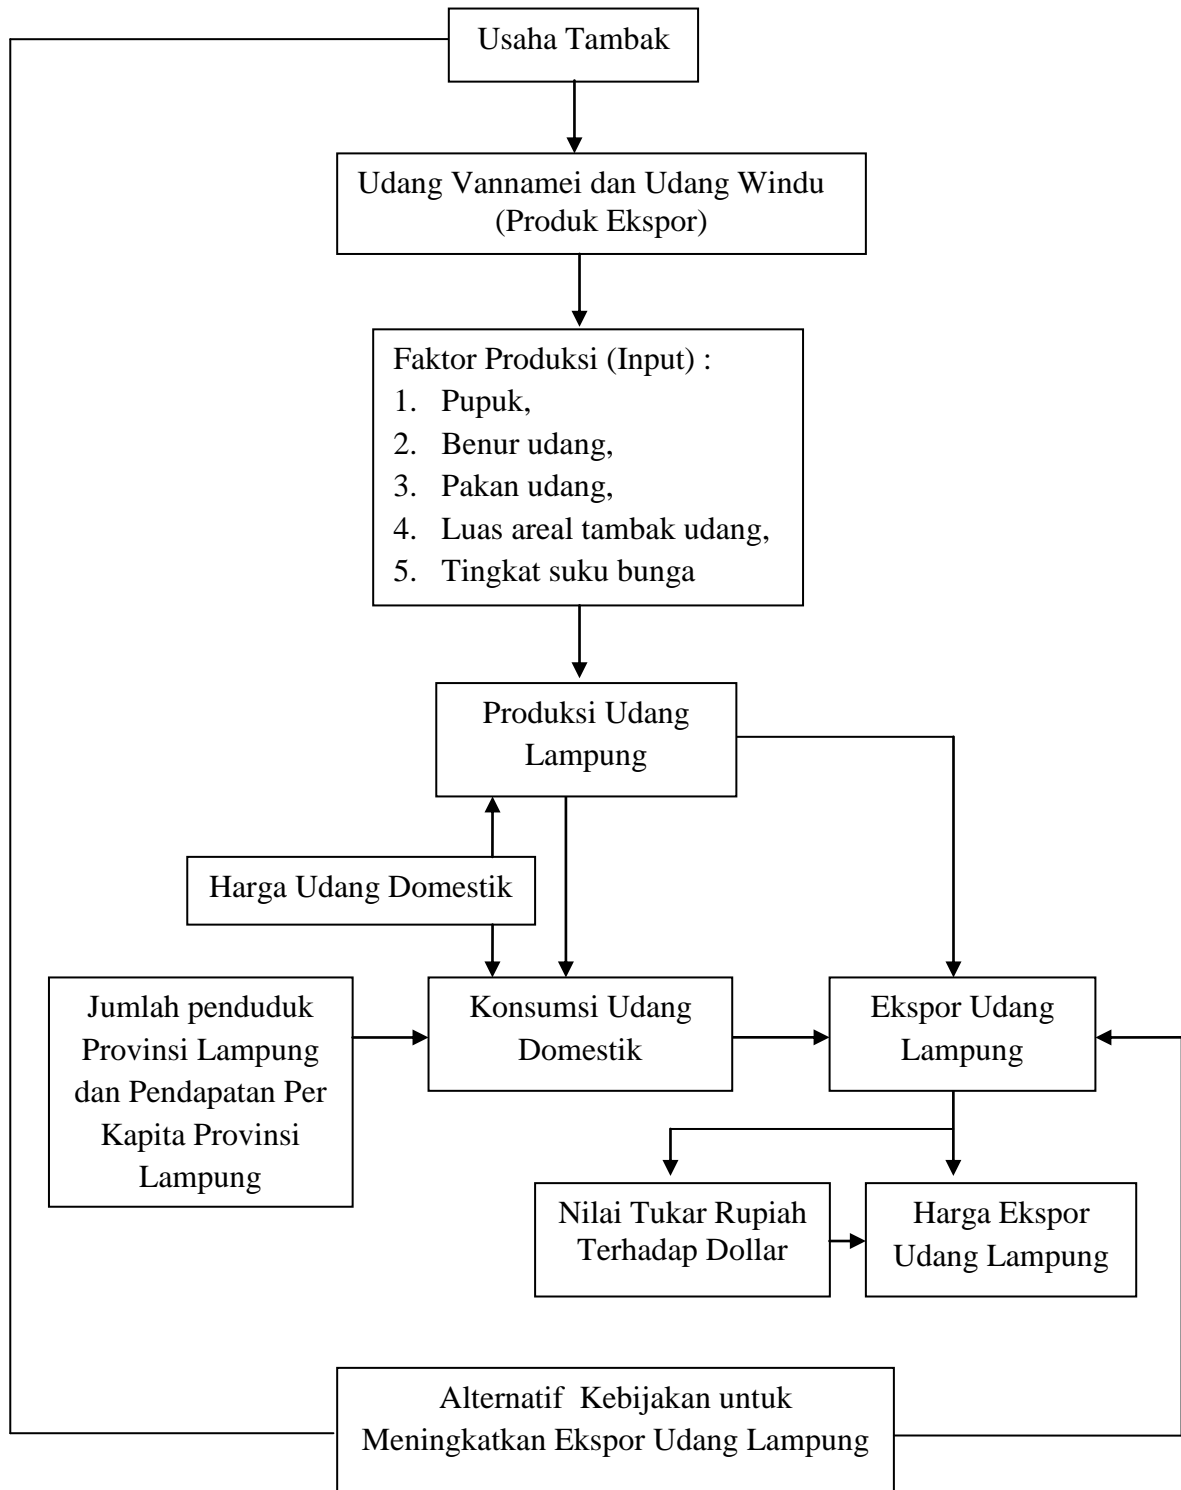 Usaha Tambak
Udang Vannamei dan Udang Windu
(Produk Ekspor)
Faktor Produksi (Input) :
1. Pupuk,
2. Benur udang,
3. Pakan udang,
4. Luas areal tambak udang,
5. Tingkat suku bunga
Produksi Udang
Lampung
Harga Udang Domestik
Jumlah penduduk
Provinsi Lampung
dan Pendapatan Per
Kapita Provinsi
Lampung
Konsumsi Udang
Domestik
Ekspor Udang
Lampung
Nilai Tukar Rupiah
Terhadap Dollar
Harga Ekspor
Udang Lampung
Alternatif Kebijakan untuk
Meningkatkan Ekspor Udang Lampung